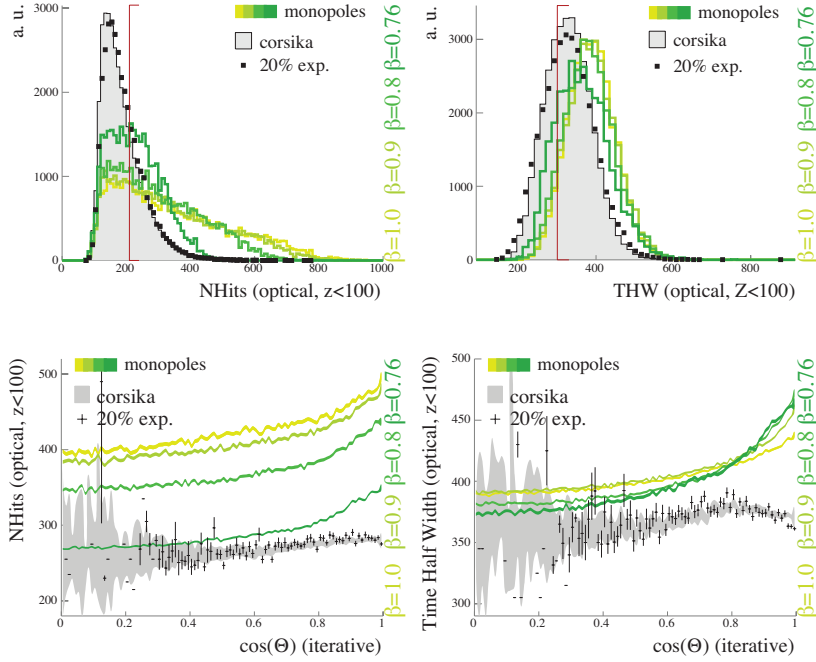 a. u.
3000
2000
1000
0
0
200
400
600
800
1000
NHits (optical, z<100)
monopoles
corsika
20% exp.
β=1.0 β=0.9 β=0.8 β=0.76
a. u.
3000
2000
1000
0
200
400
600
800
THW (optical, Z<100)
monopoles
corsika
20% exp.
β=1.0 β=0.9 β=0.8 β=0.76
NHits (optical, z<100)
500
400
300
200
0
0.2
0.4
0.6
0.8
1
cos(Θ) (iterative)
monopoles
corsika
20% exp.
β=1.0 β=0.9 β=0.8 β=0.76
Time Half Width (optical, z<100)
500
450
400
350
300
0
0.2
0.4
0.6
0.8
1
cos(Θ) (iterative)
monopoles
corsika
20% exp.
β=1.0 β=0.9 β=0.8 β=0.76